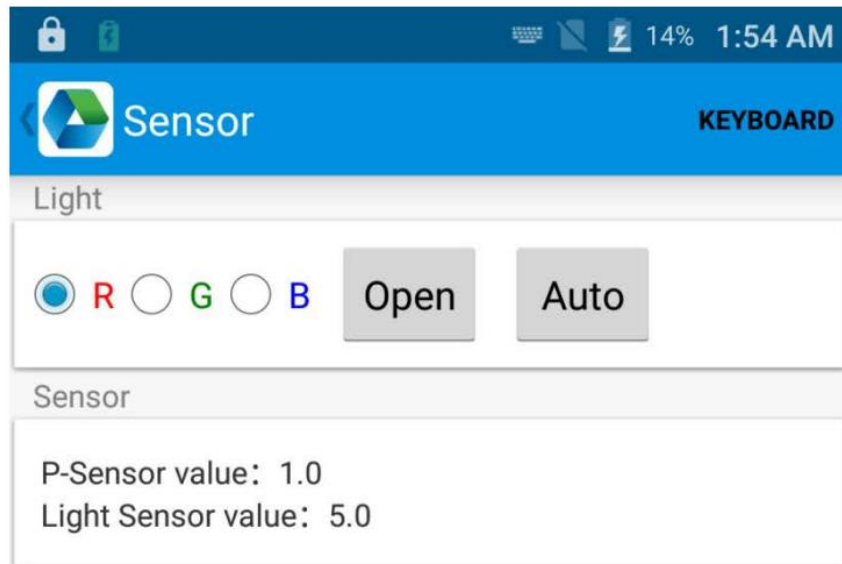 14% 1:54 AM
Sensor KEYBOARD
Light
R G B Open Auto
Sensor
P-Sensor value：1.0
Light Sensor value：5.0